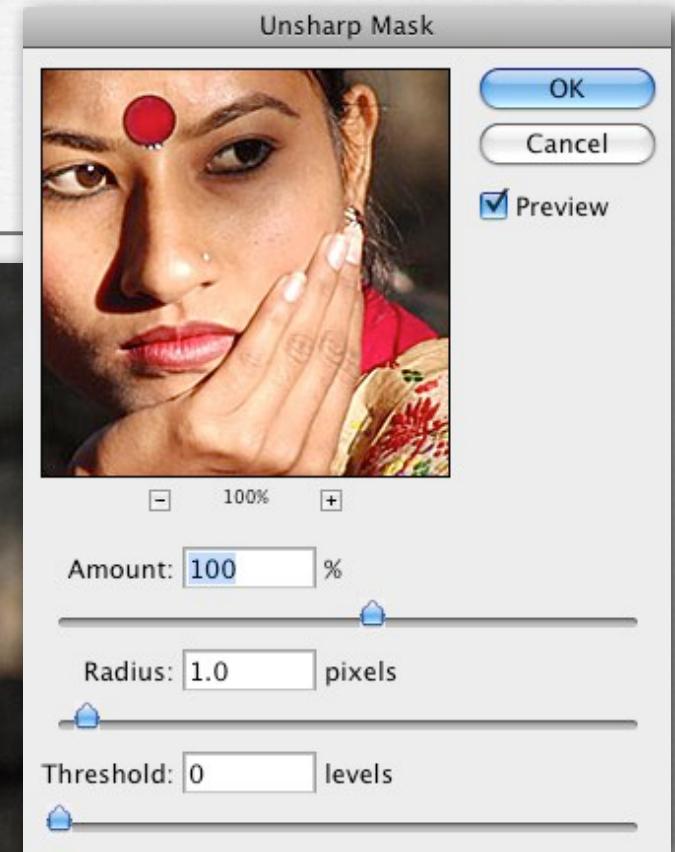 Unsharp Mask
OK
Cancel
Preview
100%
Amount: 100 %
Radius: 1.0 pixels
Threshold: 0 levels